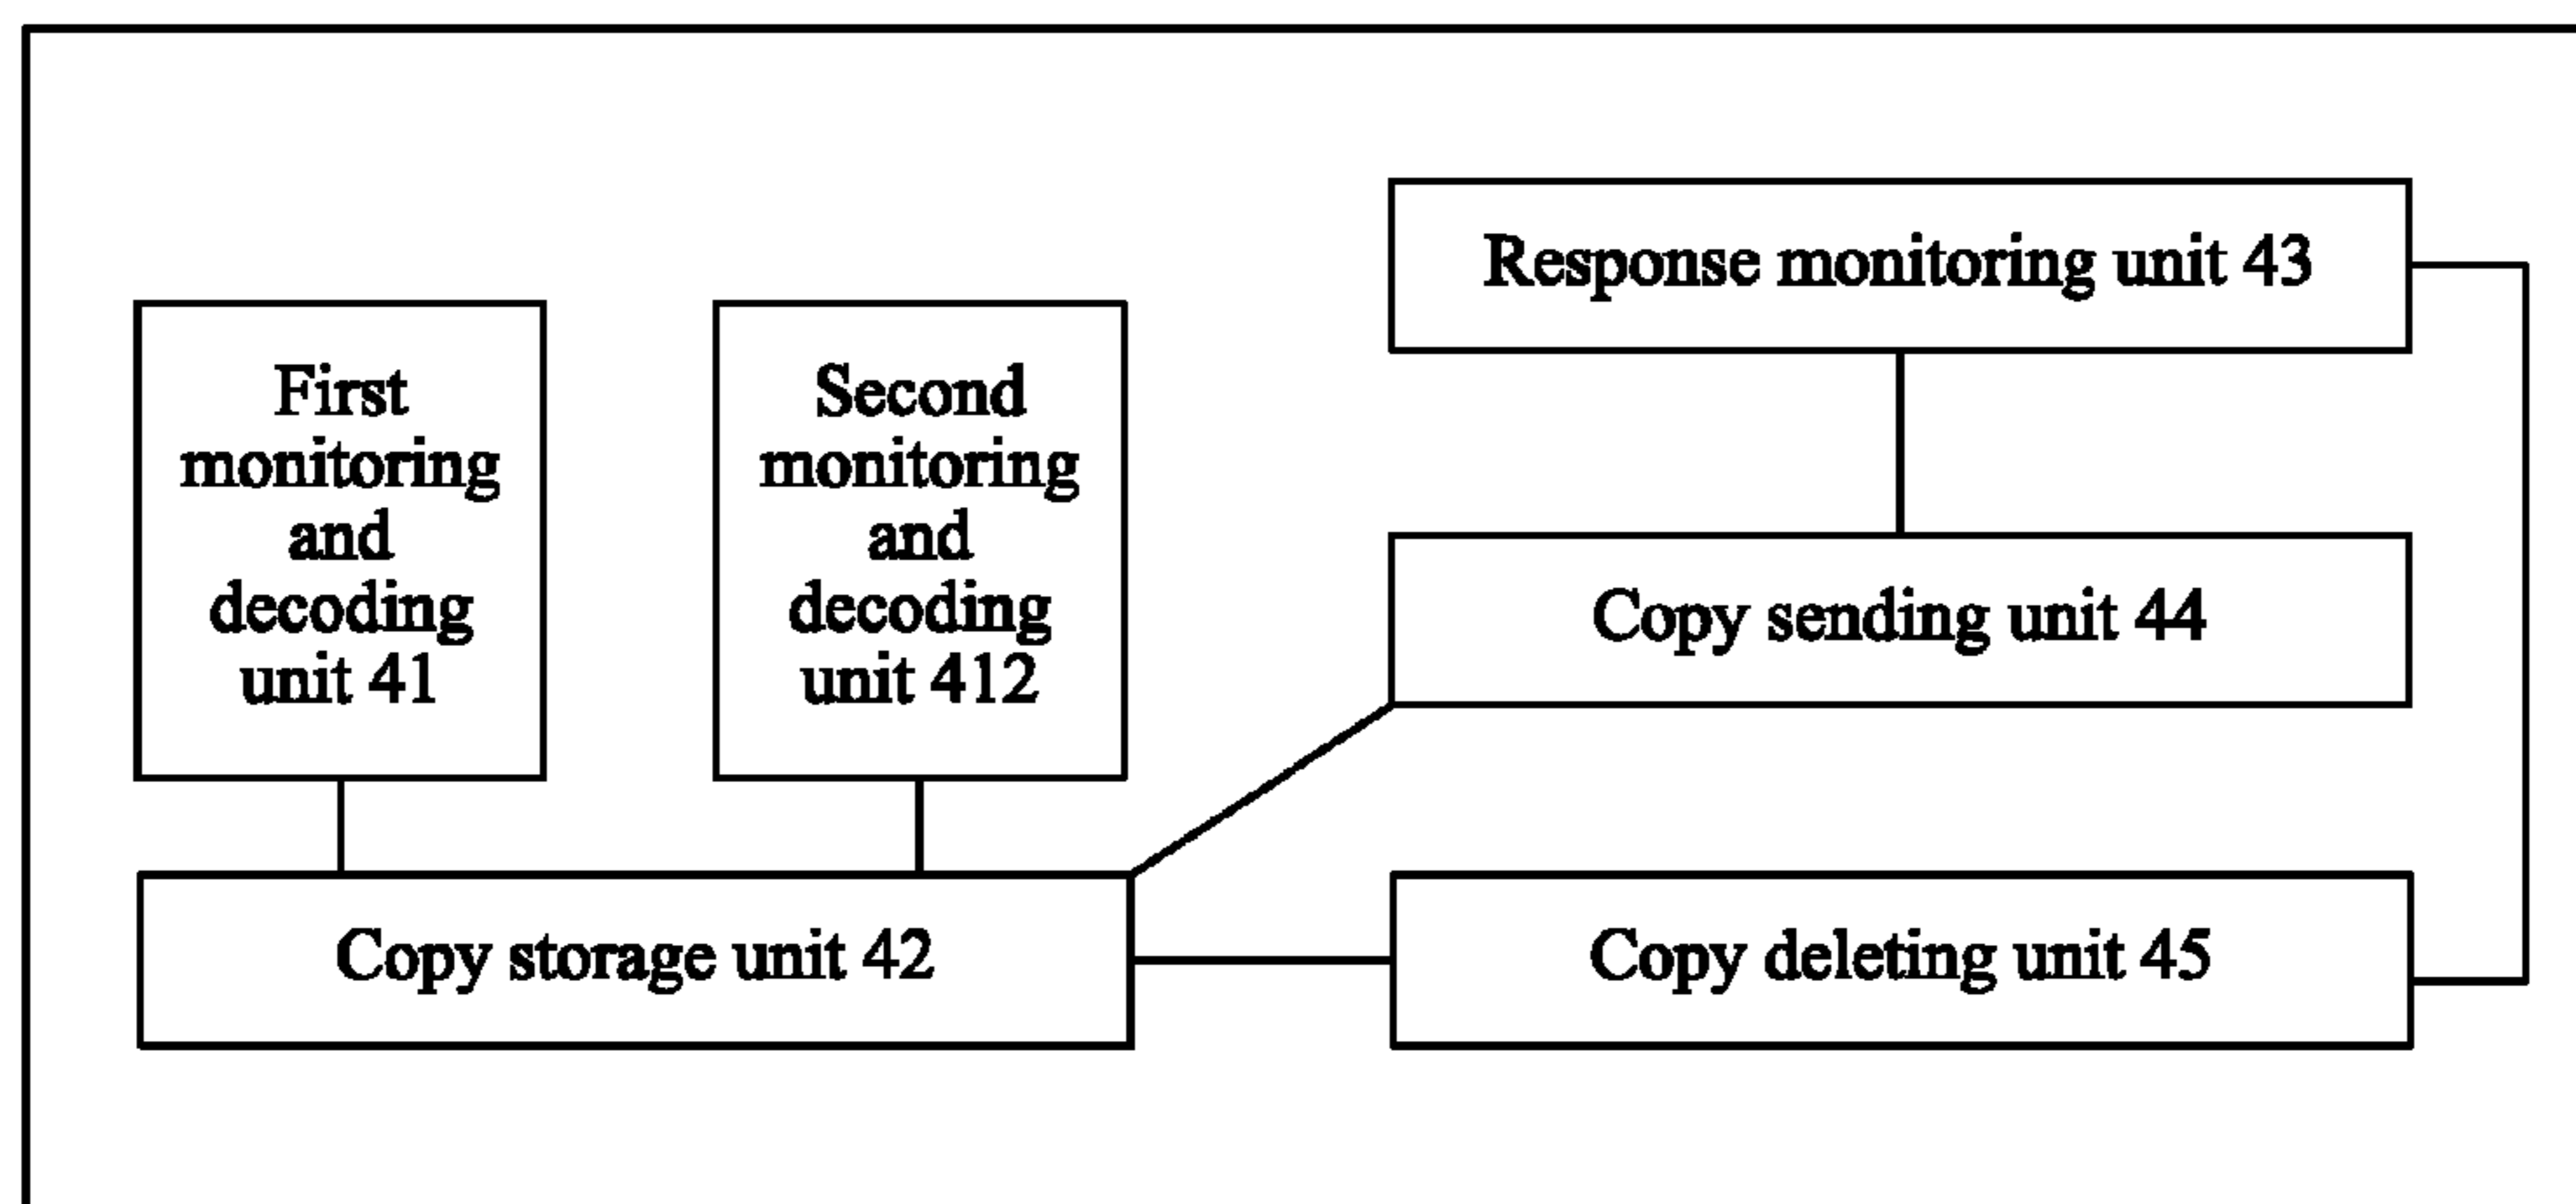 First
monitoring
and
decoding
unit 41
Second
monitoring
and
decoding
unit 412
Response monitoring unit 43
Copy sending unit 44
Copy storage unit 42
Copy deleting unit 45